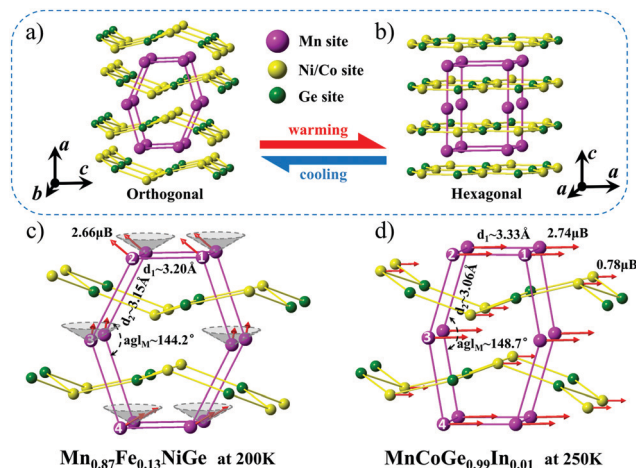 a)
b)
Mn site
Ni/Co site
Ge site
warming
cooling
a
b
c
Orthogonal
Hexagonal
c
a
a
c)
d)
2.66μB
2
1
d₁~3.20Å
d₂~3.15Å
3
aglM~144.2°
4
d₁~3.33Å
2.74μB
2
1
0.78μB
d₂~3.06Å
3
aglM~148.7°
4
Mn₀.₈₇Fe₀.₁₃NiGe at 200K
MnCoGe₀.₉₉In₀.₀₁ at 250K